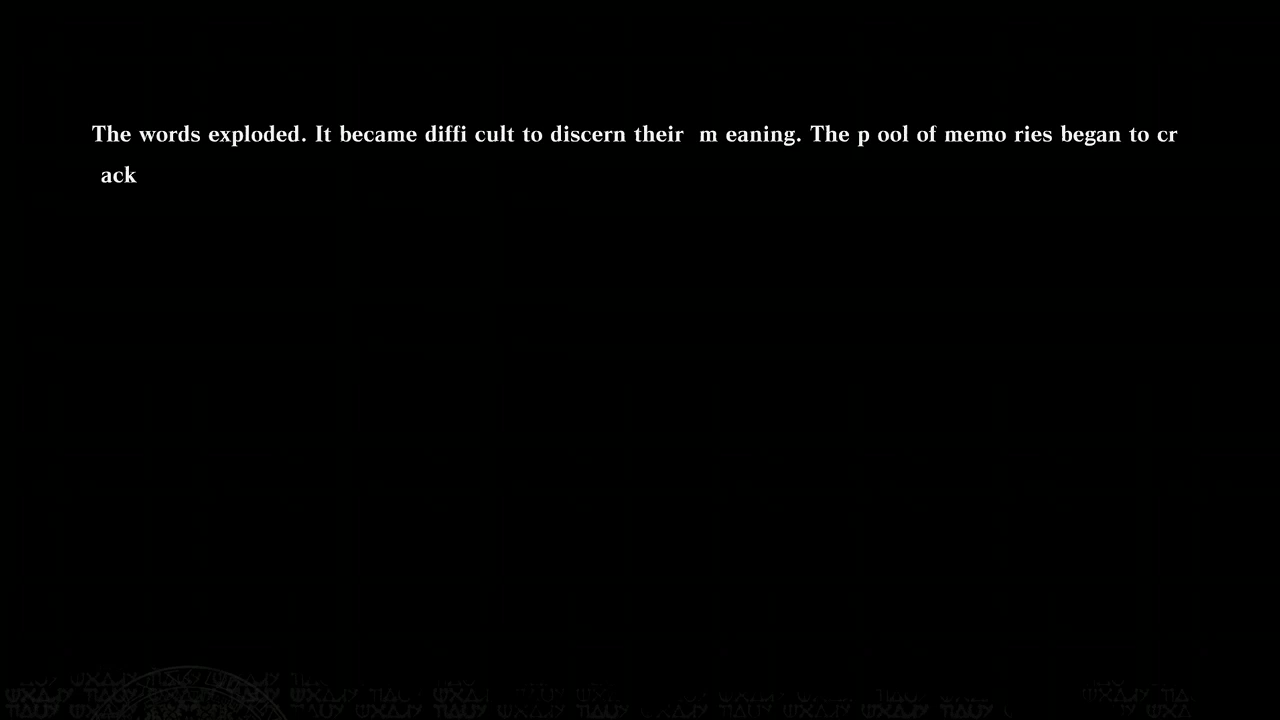 The words exploded. It became diffi cult to discern their  m eaning. The p ool of memo ries began to cr
ack